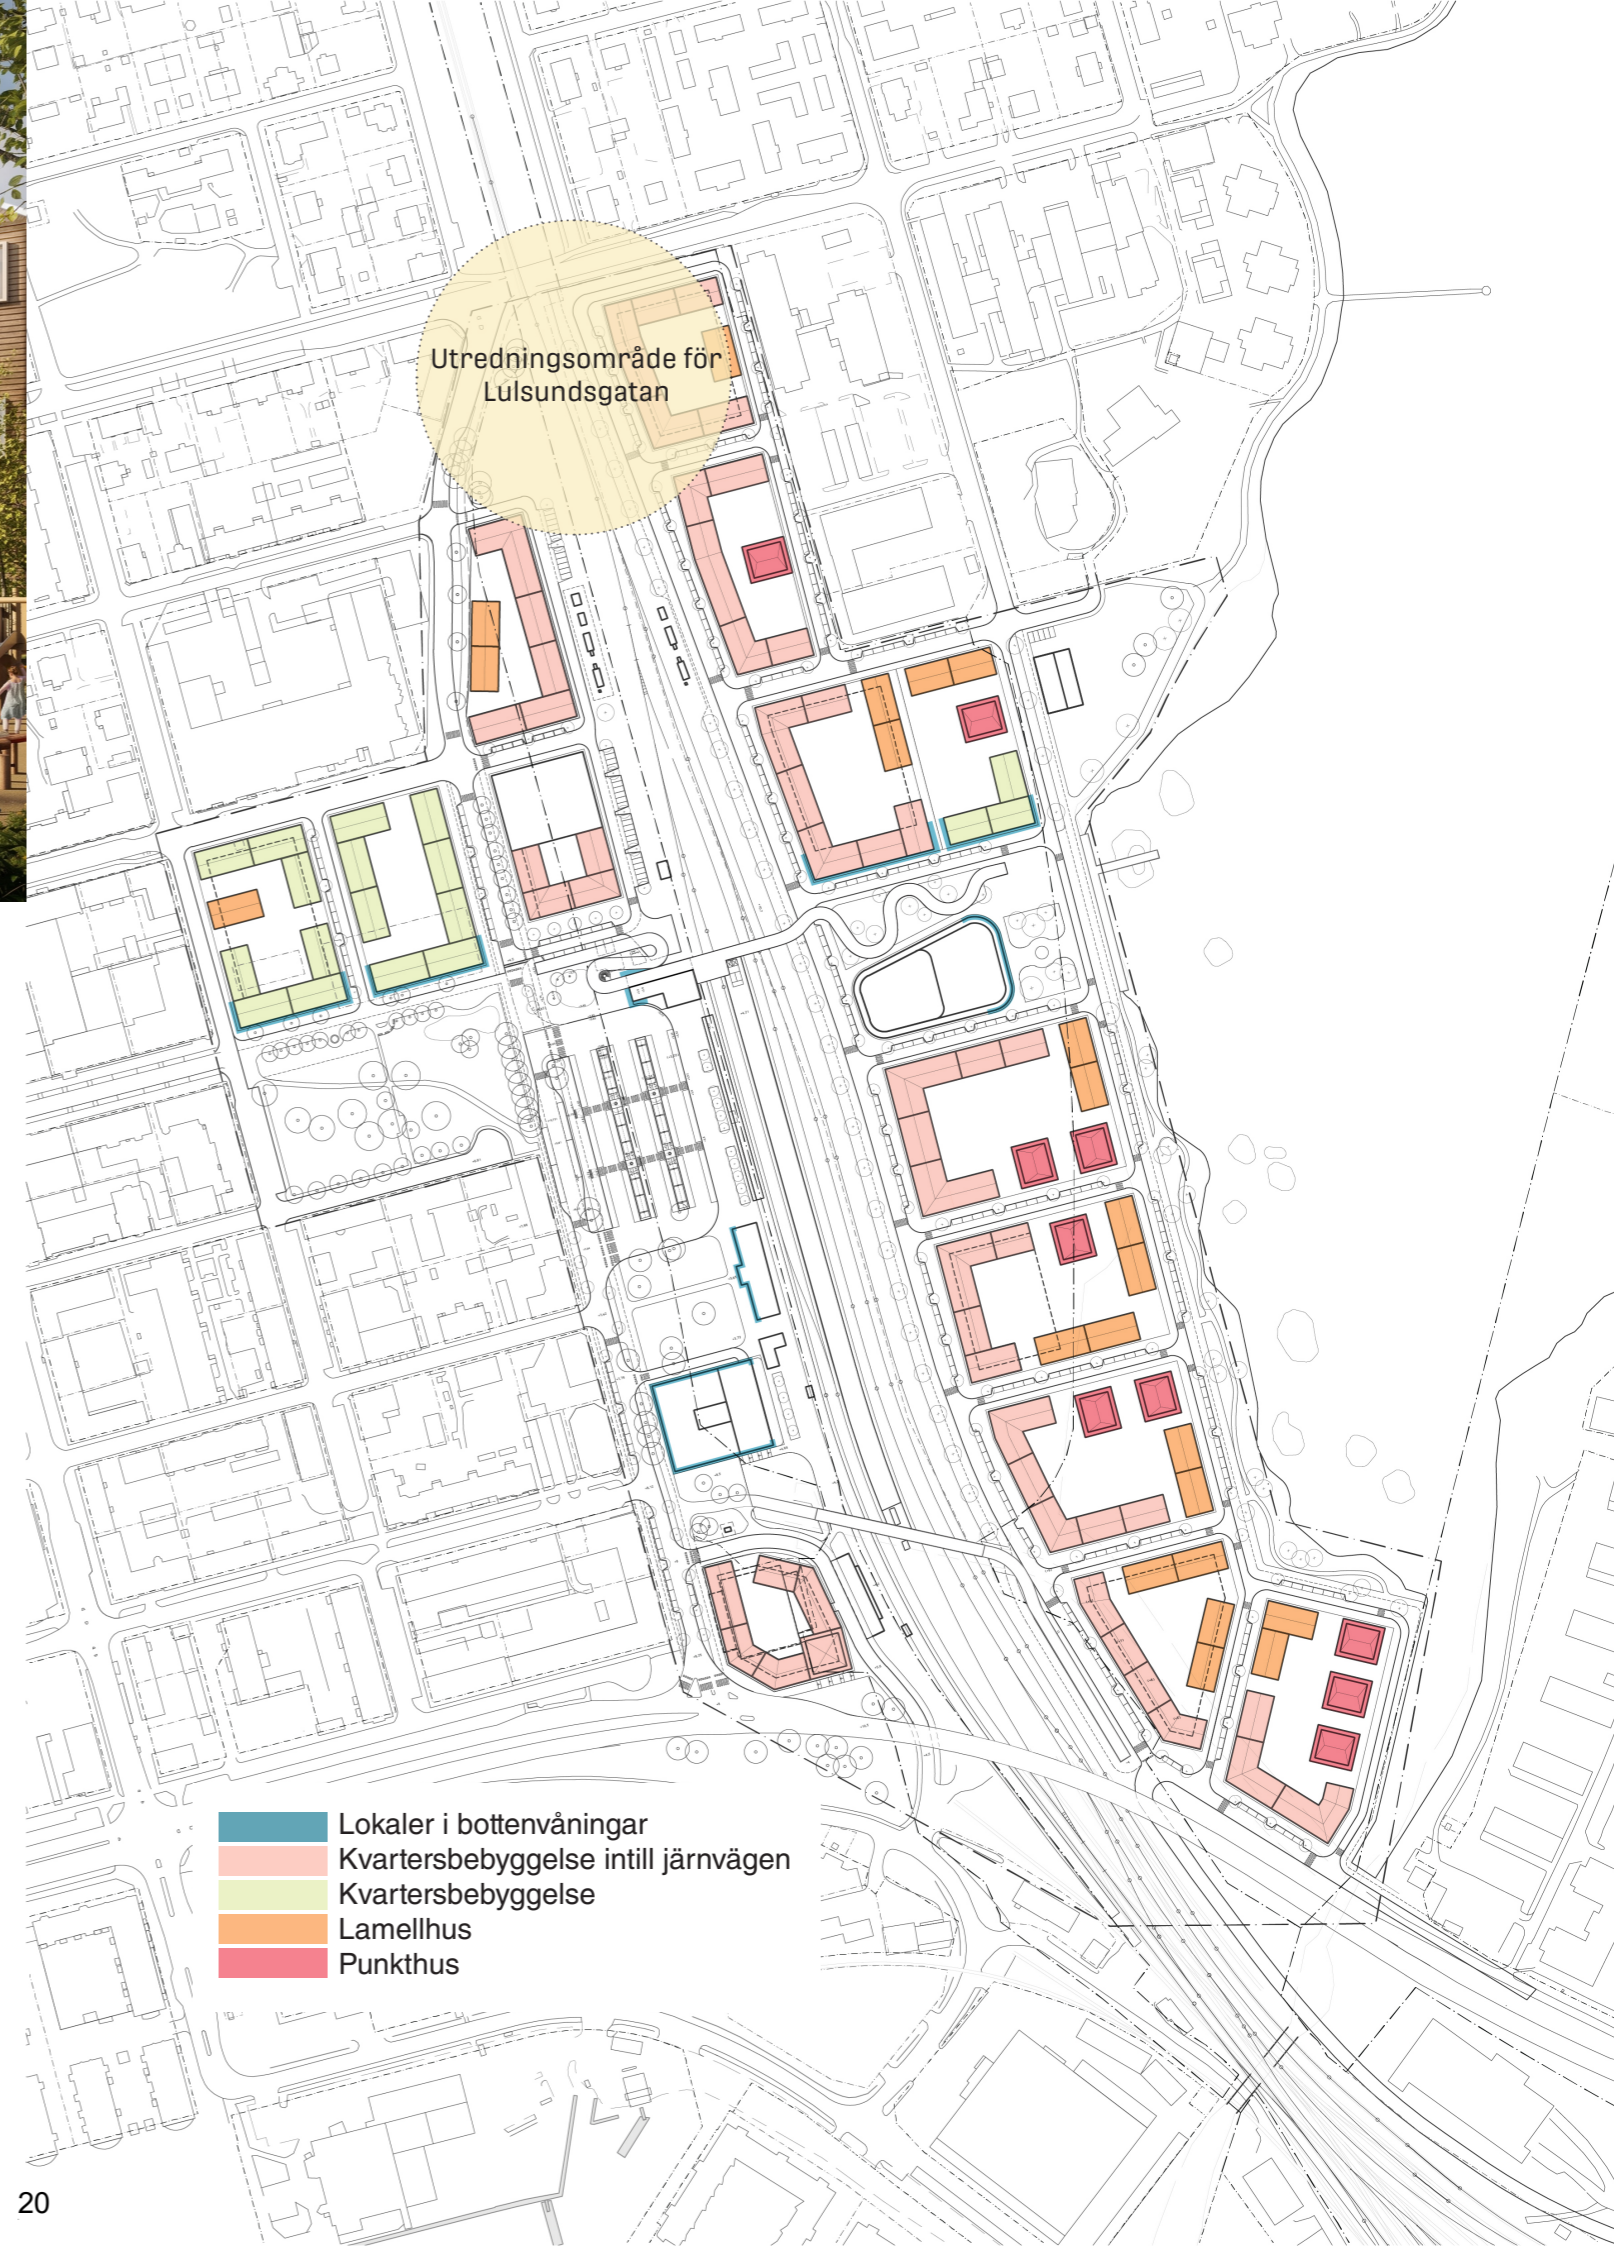 Utredningsområde för
Lulsundsgatan
Lokaler i bottenvåningar
Kvartersbebyggelse intill järnvägen
Kvartersbebyggelse
Lamellhus
Punkthus
20